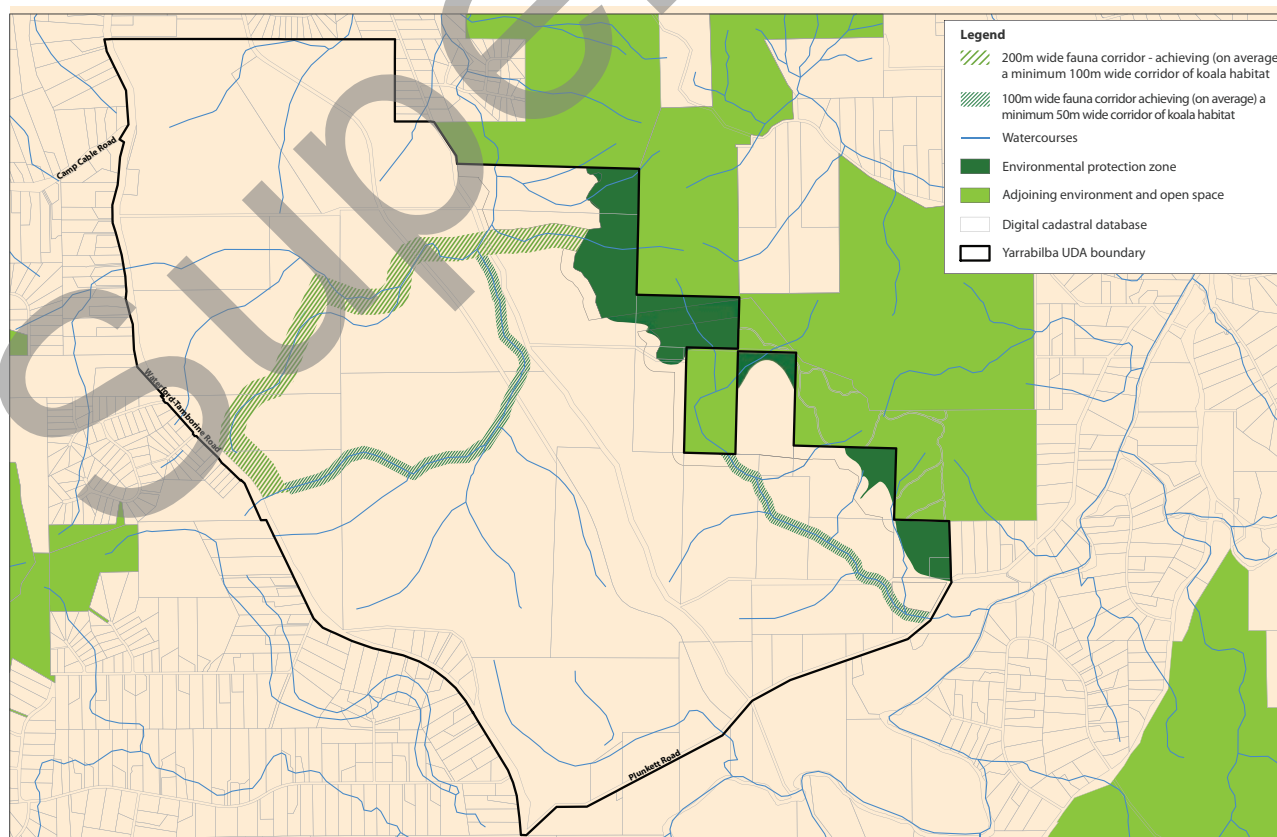 Legend
200m wide fauna corridor - achieving (on average
a minimum 100m wide corridor of koala habitat
100m wide fauna corridor achieving (on average) a
minimum 50m wide corridor of koala habitat
Watercourses
Environmental protection zone
Adjoining environment and open space
Digital cadastral database
Yarrabilba UDA boundary
Camp Cable Road
Waterford-Tamborine Road
Plunkett Road
Supe